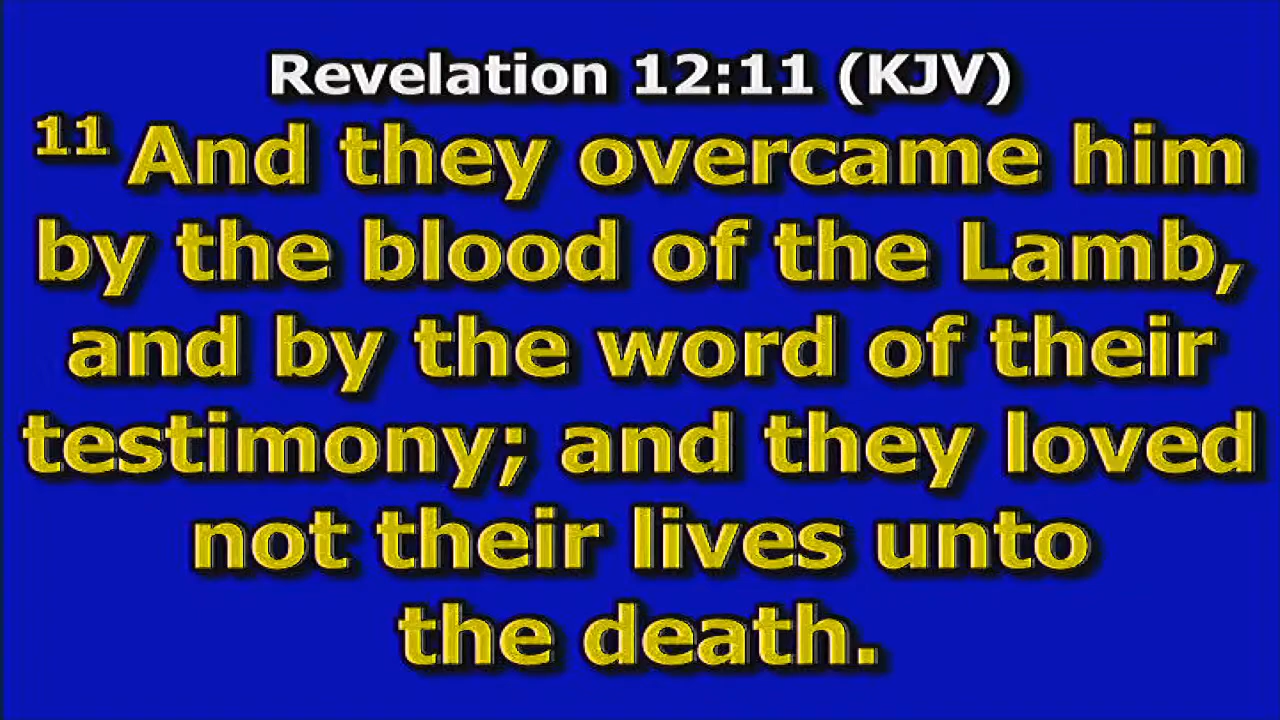 Revelation 12:11 (KJV)
11 And they overcame him
by the blood of the Lamb,
and by the word of their
testimony; and they loved
not their lives unto
the death.